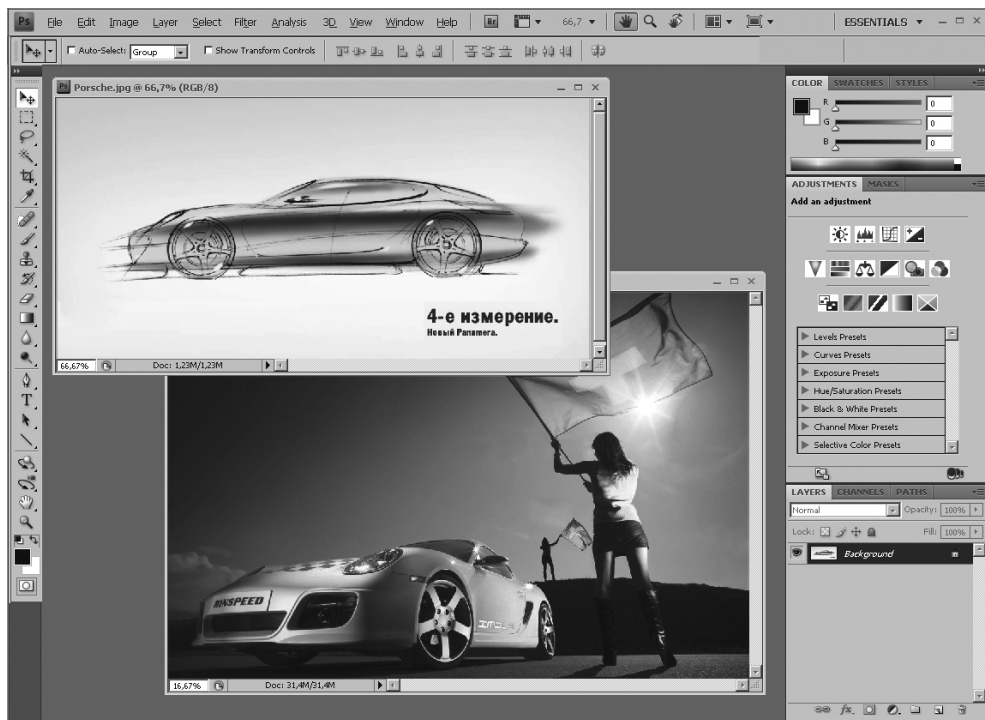 Ps File Edit Image Layer Select Filter Analysis 3D View Window Help Br 66,7 ESSENTIALS
Auto-Select: Group Show Transform Controls
Ps Porsche.jpg @ 66,7% (RGB/8)
4-е измерение.
Новый Panamera.
66,67% Doc: 1,23M/1,23M
RINSPEED
16,67% Doc: 31,4M/31,4M
T
COLOR SWATCHES STYLES
R 0
G 0
B 0
ADJUSTMENTS MASKS
Add an adjustment
Levels Presets
Curves Presets
Exposure Presets
Hue/Saturation Presets
Black & White Presets
Channel Mixer Presets
Selective Color Presets
LAYERS CHANNELS PATHS
Normal Opacity: 100%
Lock: Fill: 100%
Background
fx.